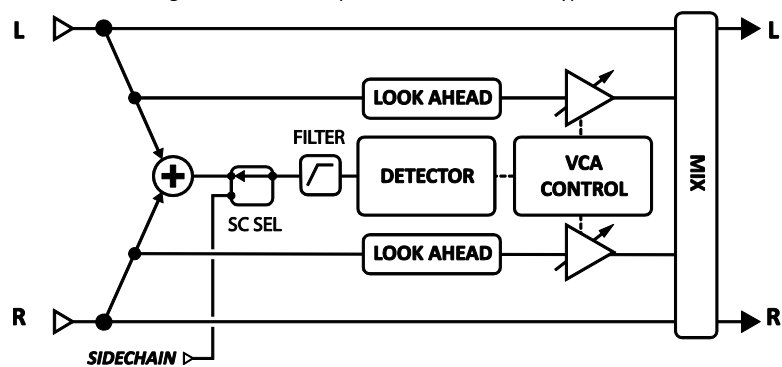 L
L
LOOK AHEAD
FILTER
DETECTOR
VCA
CONTROL
MIX
SC SEL
LOOK AHEAD
R
R
SIDECHAIN